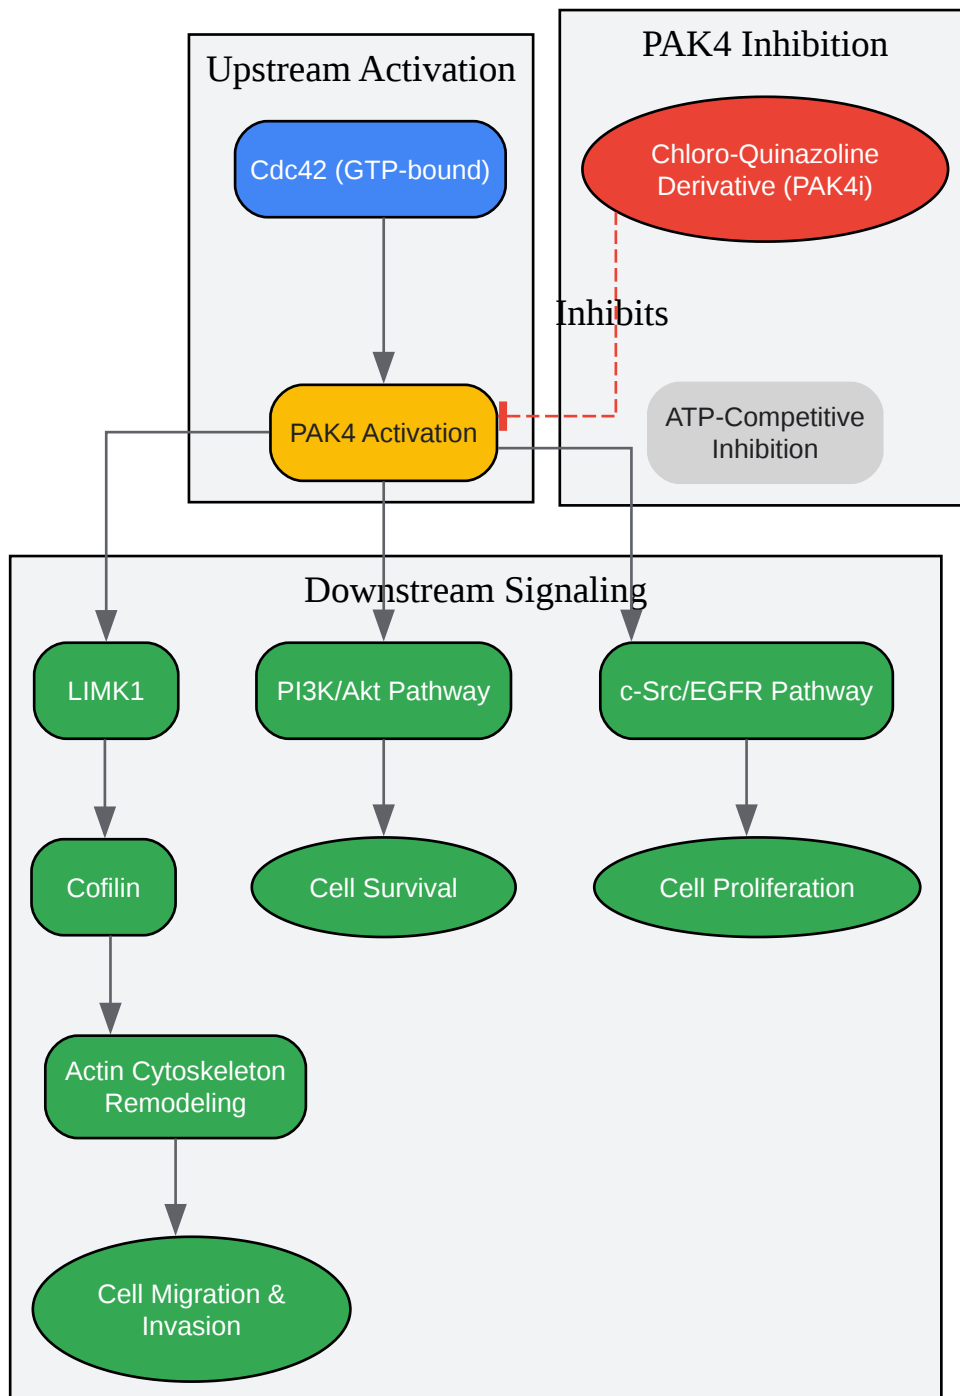 Upstream Activation
Cdc42 (GTP-bound)
PAK4 Activation
PAK4 Inhibition
Chloro-Quinazoline
Derivative (PAK4i)
Inhibits
ATP-Competitive
Inhibition
Downstream Signaling
LIMK1
PI3K/Akt Pathway
c-Src/EGFR Pathway
Cofilin
Cell Survival
Cell Proliferation
Actin Cytoskeleton
Remodeling
Cell Migration &
Invasion